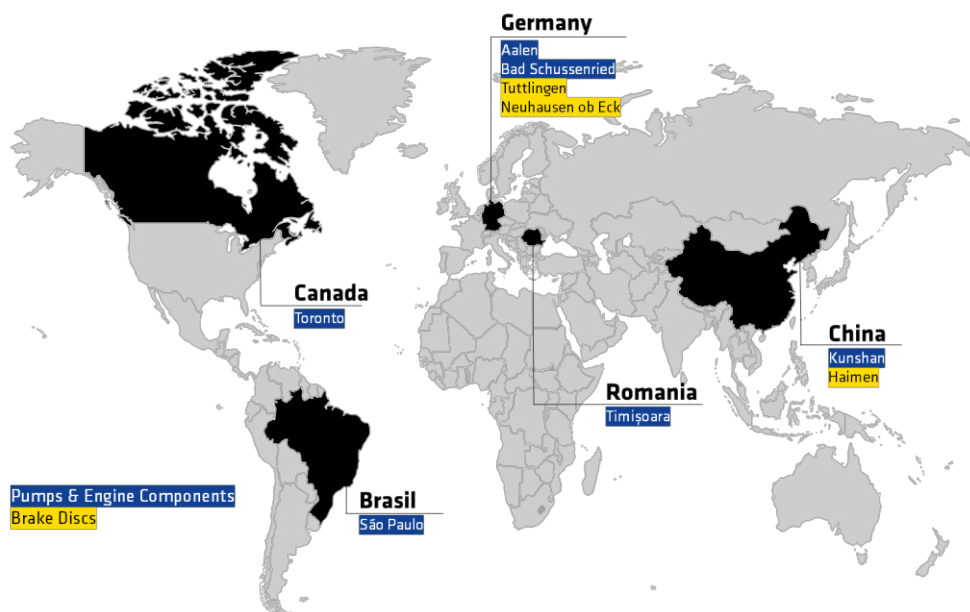 Germany
Aalen
Bad Schussenried
Tuttlingen
Neuhausen ob Eck
Canada
Toronto
China
Kunshan
Haimen
Romania
Timișoara
Brasil
São Paulo
Pumps & Engine Components
Brake Discs